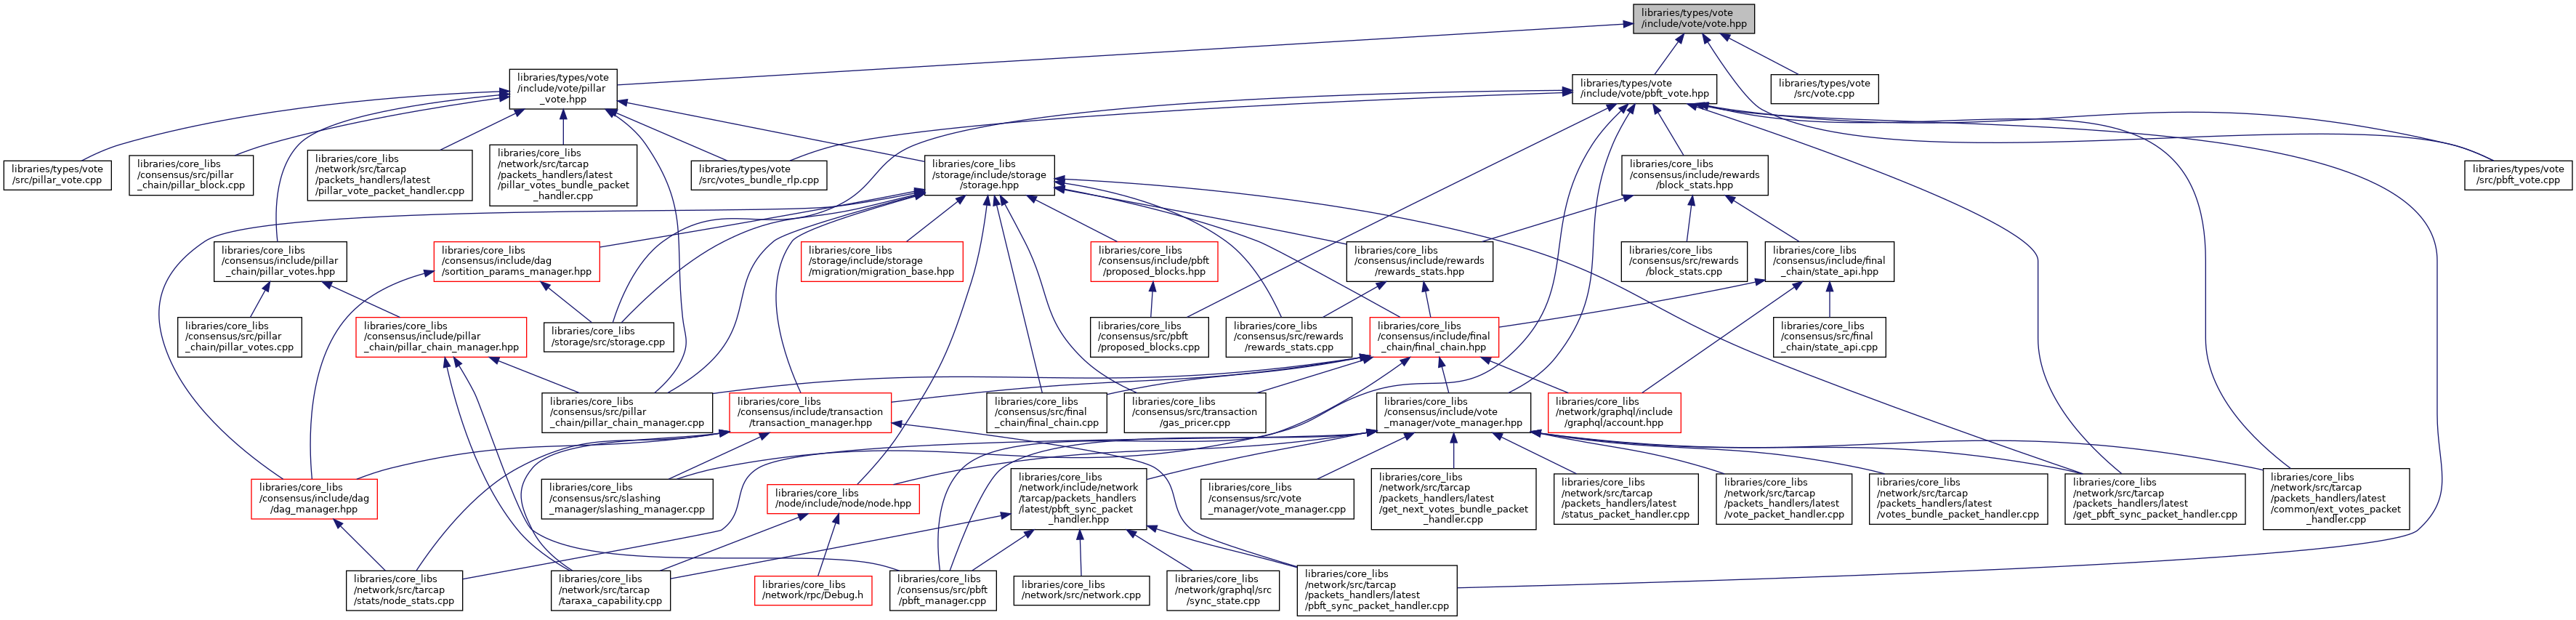 libraries/types/vote
/include/vote/vote.hpp
libraries/types/vote
/include/vote/pillar
_vote.hpp
libraries/types/vote
/include/vote/pbft_vote.hpp
libraries/types/vote
/src/vote.cpp
libraries/types/vote
/src/pillar_vote.cpp
libraries/core_libs
/consensus/src/pillar
_chain/pillar_block.cpp
libraries/core_libs
/network/src/tarcap
/packets_handlers/latest
/pillar_vote_packet_handler.cpp
libraries/core_libs
/network/src/tarcap
/packets_handlers/latest
/pillar_votes_bundle_packet
_handler.cpp
libraries/types/vote
/src/votes_bundle_rlp.cpp
libraries/core_libs
/storage/include/storage
/storage.hpp
libraries/core_libs
/consensus/include/rewards
/block_stats.hpp
libraries/types/vote
/src/pbft_vote.cpp
libraries/core_libs
/consensus/include/pillar
_chain/pillar_votes.hpp
libraries/core_libs
/consensus/include/dag
/sortition_params_manager.hpp
libraries/core_libs
/storage/include/storage
/migration/migration_base.hpp
libraries/core_libs
/consensus/include/pbft
/proposed_blocks.hpp
libraries/core_libs
/consensus/include/rewards
/rewards_stats.hpp
libraries/core_libs
/consensus/src/rewards
/block_stats.cpp
libraries/core_libs
/consensus/include/final
_chain/state_api.hpp
libraries/core_libs
/consensus/src/pillar
_chain/pillar_votes.cpp
libraries/core_libs
/consensus/include/pillar
_chain/pillar_chain_manager.hpp
libraries/core_libs
/storage/src/storage.cpp
libraries/core_libs
/consensus/src/pbft
/proposed_blocks.cpp
libraries/core_libs
/consensus/src/rewards
/rewards_stats.cpp
libraries/core_libs
/consensus/include/final
_chain/final_chain.hpp
libraries/core_libs
/consensus/src/final
_chain/state_api.cpp
libraries/core_libs
/consensus/src/pillar
_chain/pillar_chain_manager.cpp
libraries/core_libs
/consensus/include/transaction
/transaction_manager.hpp
libraries/core_libs
/consensus/src/final
_chain/final_chain.cpp
libraries/core_libs
/consensus/src/transaction
/gas_pricer.cpp
libraries/core_libs
/consensus/include/vote
_manager/vote_manager.hpp
libraries/core_libs
/network/graphql/include
/graphql/account.hpp
libraries/core_libs
/consensus/include/dag
/dag_manager.hpp
libraries/core_libs
/consensus/src/slashing
_manager/slashing_manager.cpp
libraries/core_libs
/node/include/node/node.hpp
libraries/core_libs
/network/include/network
/tarcap/packets_handlers
/latest/pbft_sync_packet
_handler.hpp
libraries/core_libs
/consensus/src/vote
_manager/vote_manager.cpp
libraries/core_libs
/network/src/tarcap
/packets_handlers/latest
/get_next_votes_bundle_packet
_handler.cpp
libraries/core_libs
/network/src/tarcap
/packets_handlers/latest
/status_packet_handler.cpp
libraries/core_libs
/network/src/tarcap
/packets_handlers/latest
/vote_packet_handler.cpp
libraries/core_libs
/network/src/tarcap
/packets_handlers/latest
/votes_bundle_packet_handler.cpp
libraries/core_libs
/network/src/tarcap
/packets_handlers/latest
/get_pbft_sync_packet_handler.cpp
libraries/core_libs
/network/src/tarcap
/packets_handlers/latest
/common/ext_votes_packet
_handler.cpp
libraries/core_libs
/network/src/tarcap
/stats/node_stats.cpp
libraries/core_libs
/network/src/tarcap
/taraxa_capability.cpp
libraries/core_libs
/network/rpc/Debug.h
libraries/core_libs
/consensus/src/pbft
/pbft_manager.cpp
libraries/core_libs
/network/src/network.cpp
libraries/core_libs
/network/graphql/src
/sync_state.cpp
libraries/core_libs
/network/src/tarcap
/packets_handlers/latest
/pbft_sync_packet_handler.cpp